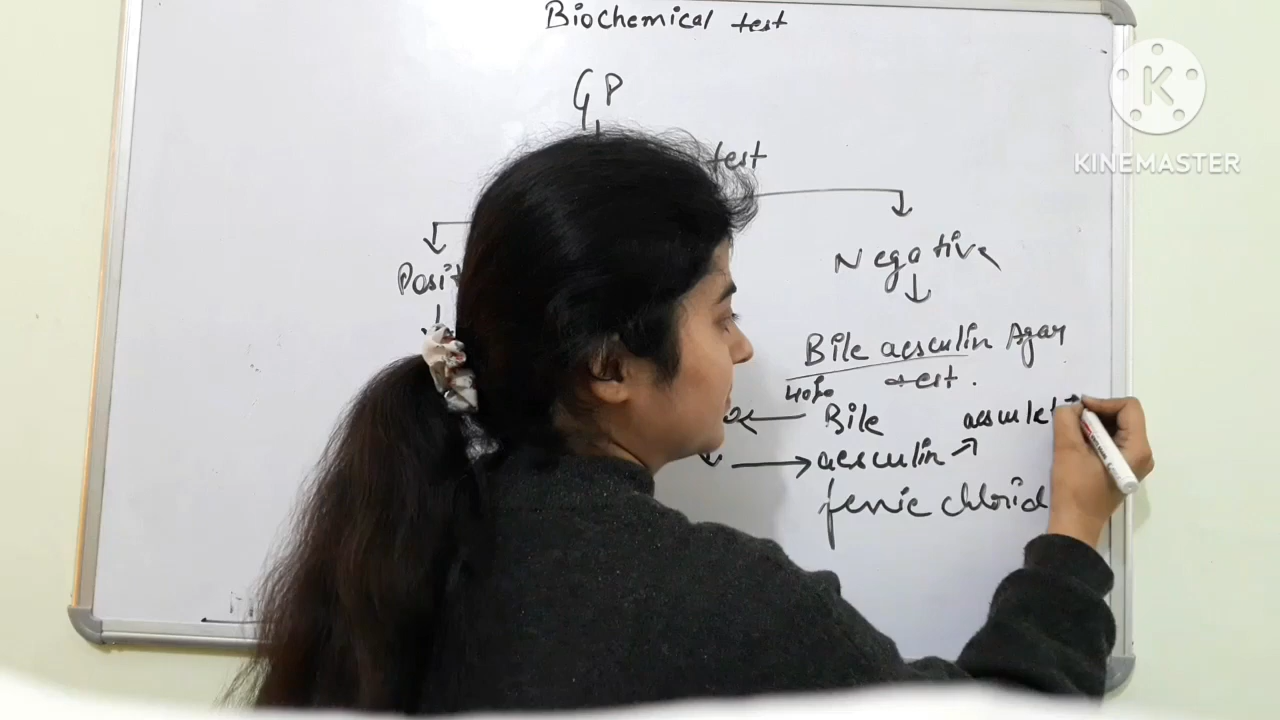 Biochemical test
GP
test
Posit
Negative
Bile aesculin Agar
test.
40%
Bile
aesculin
aesculet
ferric chlorid
KINEMASTER